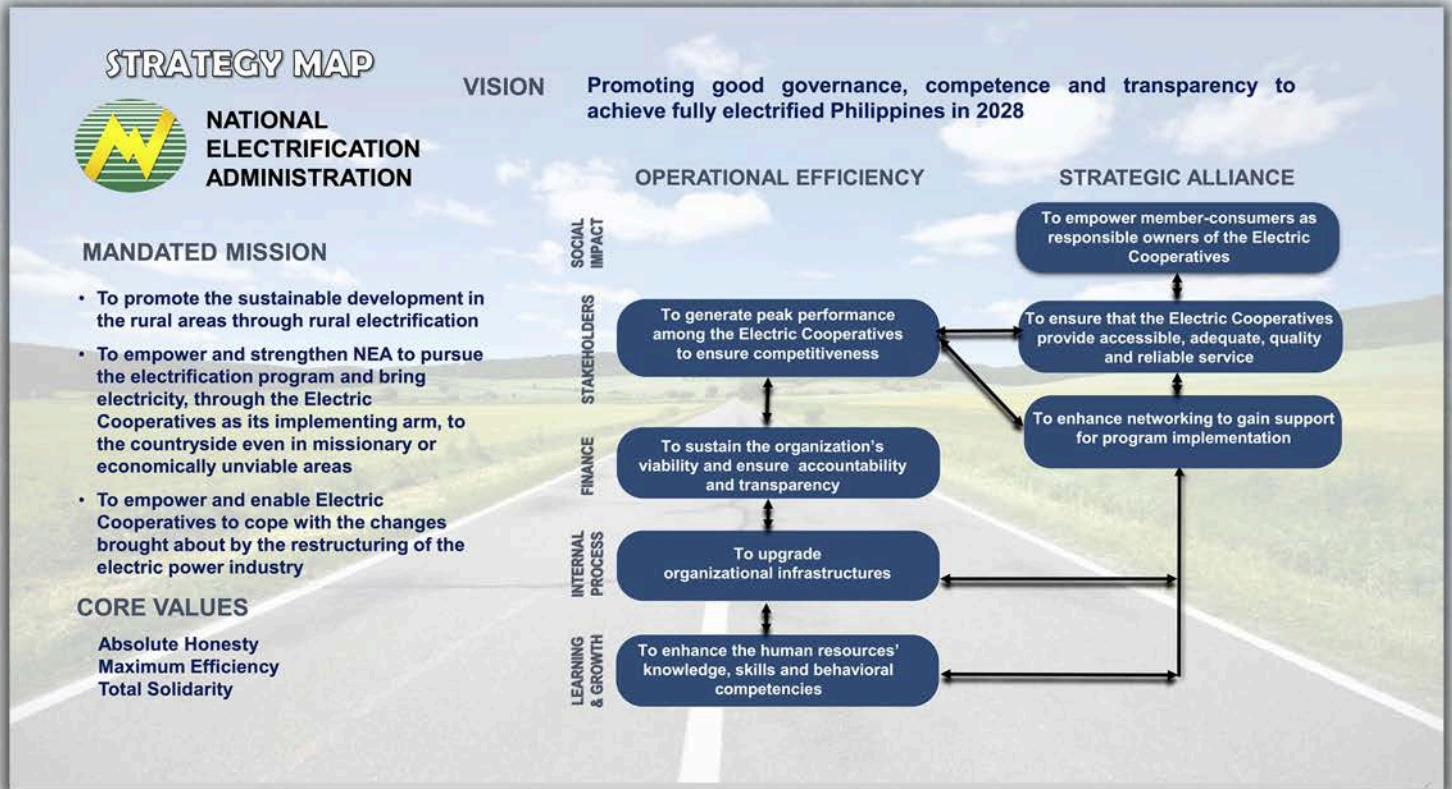 STRATEGY MAP
NATIONAL
ELECTRIFICATION
ADMINISTRATION
VISION
Promoting good governance, competence and transparency to
achieve fully electrified Philippines in 2028
MANDATED MISSION
• To promote the sustainable development in
the rural areas through rural electrification
• To empower and strengthen NEA to pursue
the electrification program and bring
electricity, through the Electric
Cooperatives as its implementing arm, to
the countryside even in missionary or
economically unviable areas
• To empower and enable Electric
Cooperatives to cope with the changes
brought about by the restructuring of the
electric power industry
CORE VALUES
Absolute Honesty
Maximum Efficiency
Total Solidarity
OPERATIONAL EFFICIENCY
STRATEGIC ALLIANCE
SOCIAL
IMPACT
To empower member-consumers as
responsible owners of the Electric
Cooperatives
STAKEHOLDERS
To generate peak performance
among the Electric Cooperatives
to ensure competitiveness
To ensure that the Electric Cooperatives
provide accessible, adequate, quality
and reliable service
To enhance networking to gain support
for program implementation
FINANCE
To sustain the organization's
viability and ensure accountability
and transparency
INTERNAL
PROCESS
To upgrade
organizational infrastructures
LEARNING
& GROWTH
To enhance the human resources'
knowledge, skills and behavioral
competencies